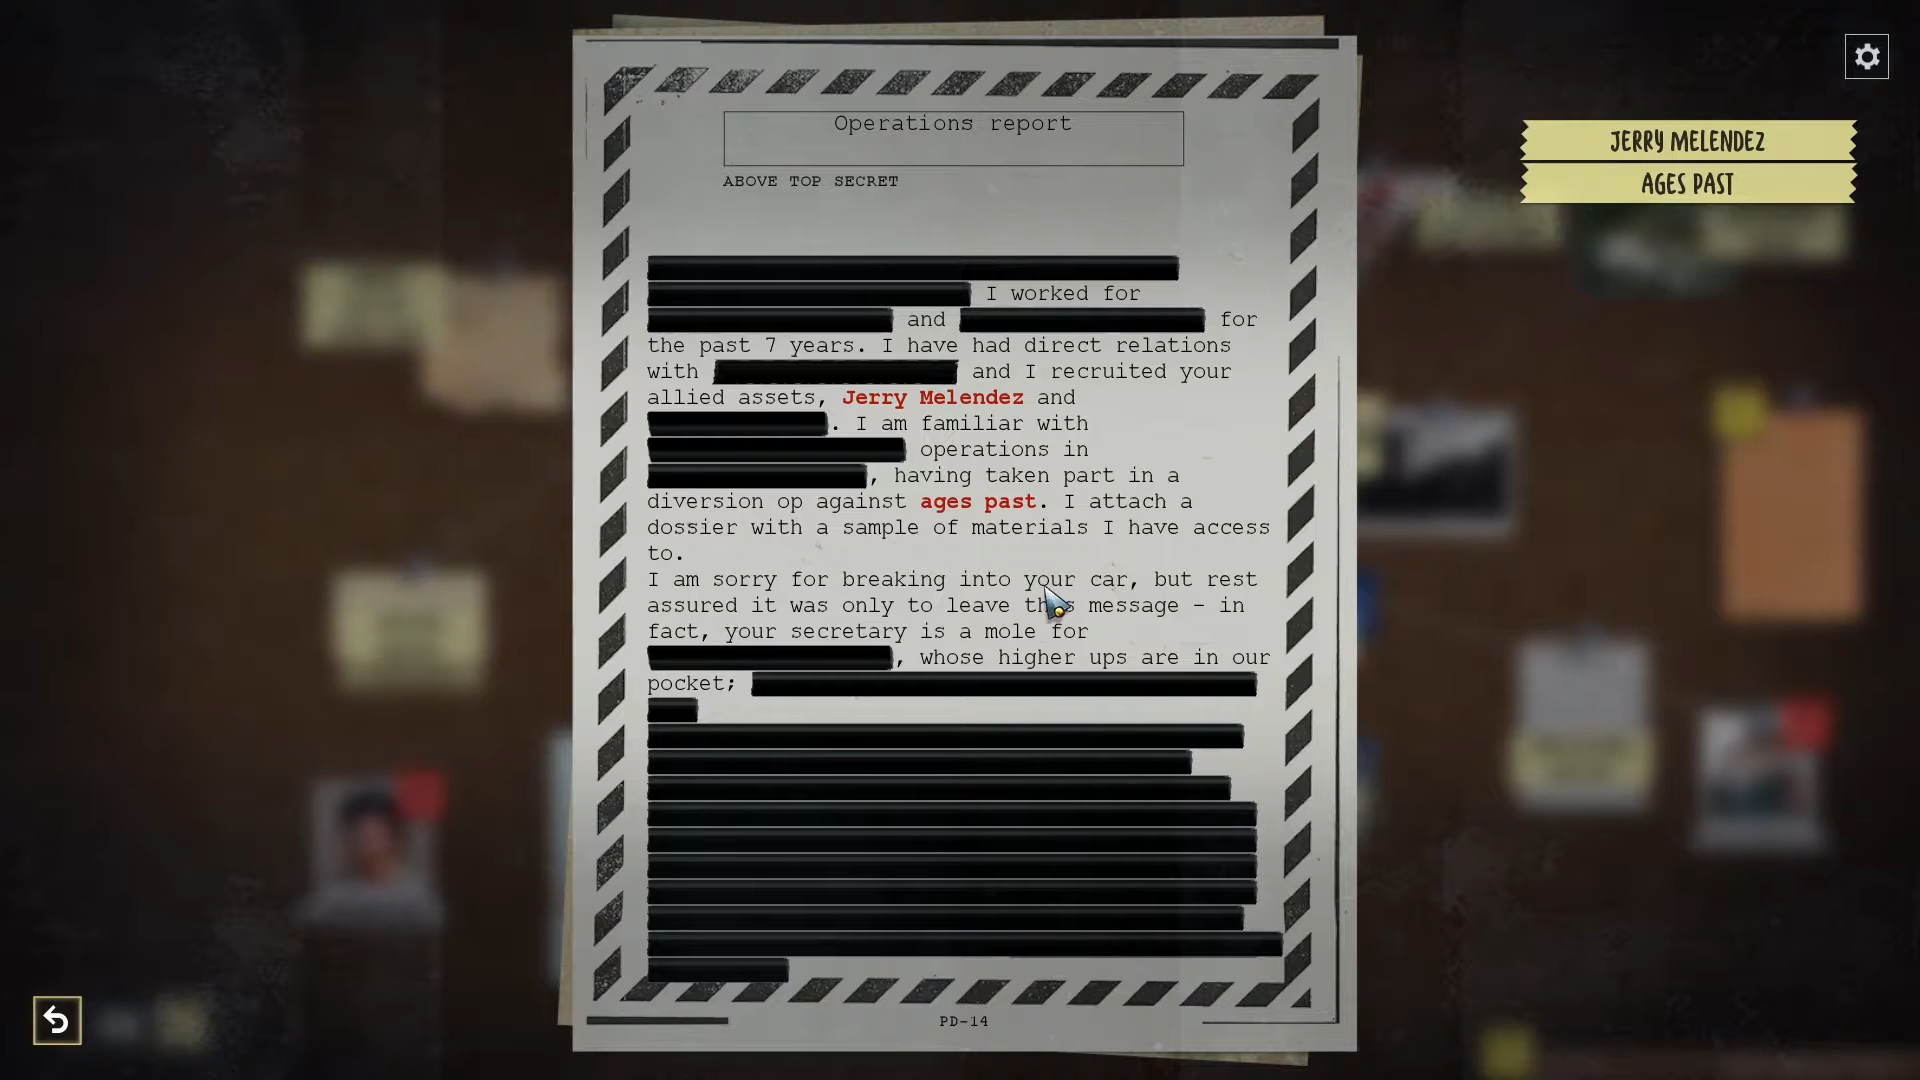 Operations report
ABOVE TOP SECRET
I worked for
and for
the past 7 years. I have had direct relations
with and I recruited your
allied assets, Jerry Melendez and
. I am familiar with
operations in
, having taken part in a
diversion op against ages past. I attach a
dossier with a sample of materials I have access
to.
I am sorry for breaking into your car, but rest
assured it was only to leave this message - in
fact, your secretary is a mole for
, whose higher ups are in our
pocket;
PD-14
JERRY MELENDEZ
AGES PAST